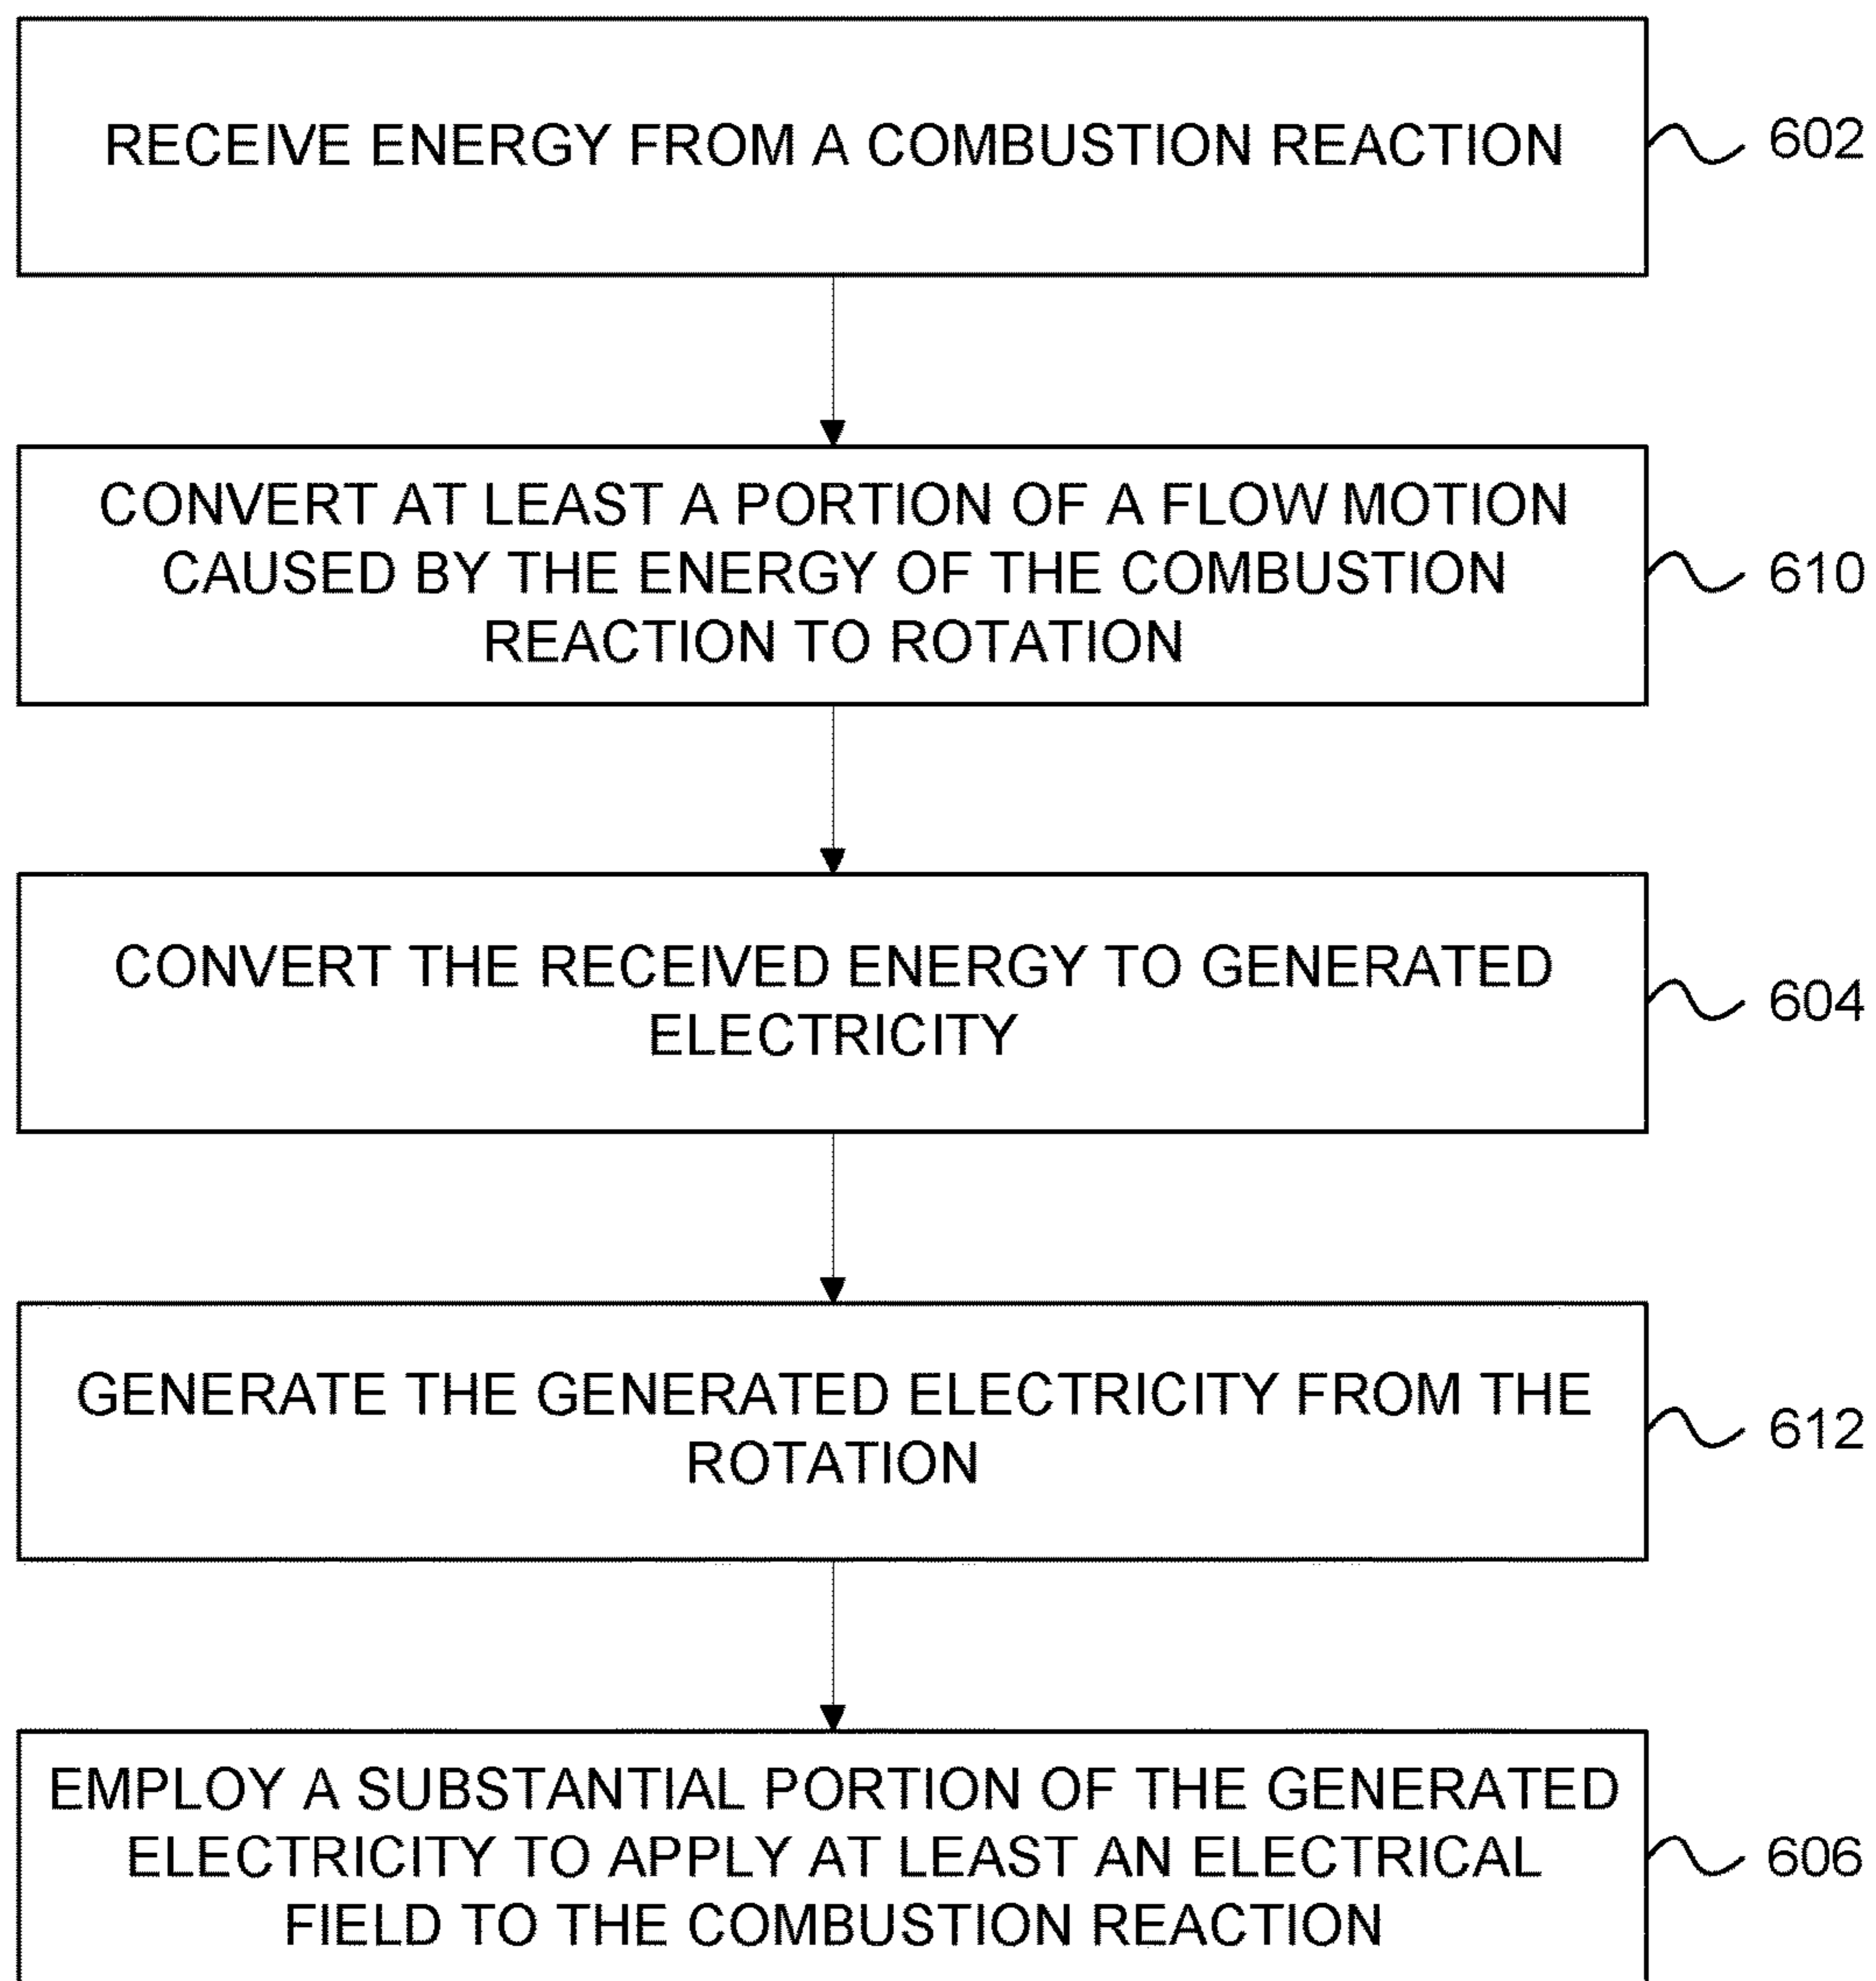 RECEIVE ENERGY FROM A COMBUSTION REACTION
602
CONVERT AT LEAST A PORTION OF A FLOW MOTION
CAUSED BY THE ENERGY OF THE COMBUSTION
REACTION TO ROTATION
610
CONVERT THE RECEIVED ENERGY TO GENERATED
ELECTRICITY
604
GENERATE THE GENERATED ELECTRICITY FROM THE
ROTATION
612
EMPLOY A SUBSTANTIAL PORTION OF THE GENERATED
ELECTRICITY TO APPLY AT LEAST AN ELECTRICAL
FIELD TO THE COMBUSTION REACTION
606